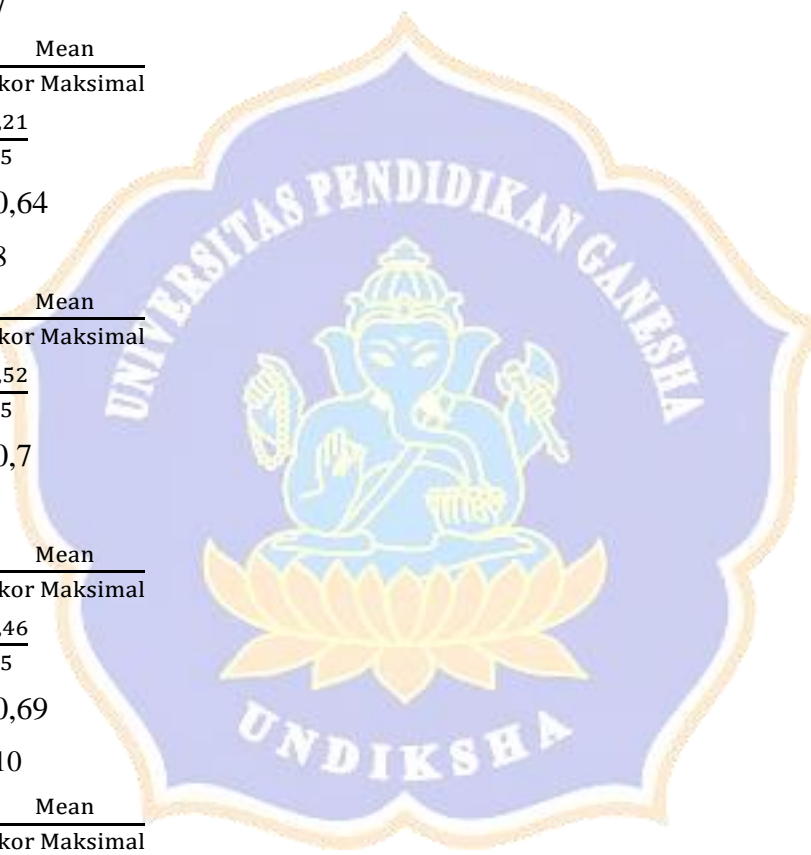 Mean
kor Maksimal
,21
5
0,64
8
Mean
kor Maksimal
,52
5
0,7
Mean
kor Maksimal
,46
5
0,69
10
Mean
kor Maksimal
UNIVERSITAS PENDIDIKAN GANESHA
UNDIKSHA